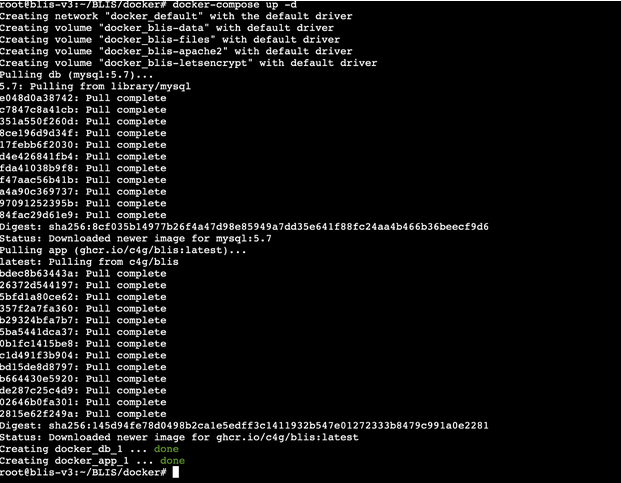 root@blis-v3:~/BLIS/docker# docker-compose up -d
Creating network "docker_default" with the default driver
Creating volume "docker_blis-data" with default driver
Creating volume "docker_blis-files" with default driver
Creating volume "docker_blis-apache2" with default driver
Creating volume "docker_blis-letsencrypt" with default driver
Pulling db (mysql:5.7)...
5.7: Pulling from library/mysql
e048d0a38742: Pull complete
c7847c8a41cb: Pull complete
351a550f260d: Pull complete
8ce196d9d34f: Pull complete
17febb6f2030: Pull complete
d4e426841fb4: Pull complete
fda41038b9f8: Pull complete
f47aac56b41b: Pull complete
a4a90c369737: Pull complete
97091252395b: Pull complete
84fac29d61e9: Pull complete
Digest: sha256:8cf035b14977b26f4a47d98e85949a7dd35e641f88fc24aa4b466b36beecf9d6
Status: Downloaded newer image for mysql:5.7
Pulling app (ghcr.io/c4g/blis:latest)...
latest: Pulling from c4g/blis
bdec8b63443a: Pull complete
26372d544197: Pull complete
5bfd1a80ce62: Pull complete
357f2a7fa360: Pull complete
b29324bfa7b7: Pull complete
5ba5441dca37: Pull complete
0b1fc1415be8: Pull complete
c1d491f3b904: Pull complete
bd15de8d8797: Pull complete
b664430e5920: Pull complete
de287c25c4d9: Pull complete
02646b0fa301: Pull complete
2815e62f249a: Pull complete
Digest: sha256:145d94fe78d0498b2ca1e5edff3c1411932b547e01272333b8479c991a0e2281
Status: Downloaded newer image for ghcr.io/c4g/blis:latest
Creating docker_db_1 ... done
Creating docker_app_1 ... done
root@blis-v3:~/BLIS/docker#